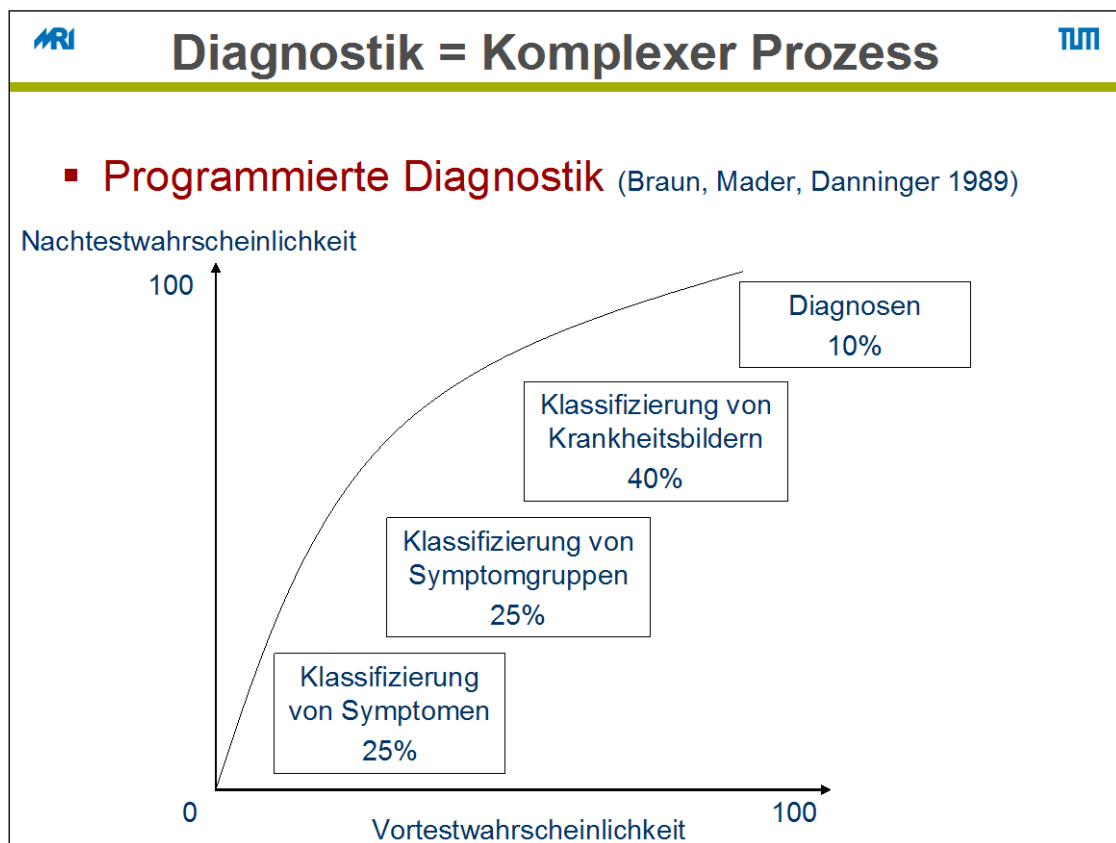 MRI
Diagnostik = Komplexer Prozess
TUM
▪ Programmierte Diagnostik (Braun, Mader, Danninger 1989)
Nachtestwahrscheinlichkeit
100
Diagnosen
10%
Klassifizierung von
Krankheitsbildern
40%
Klassifizierung von
Symptomgruppen
25%
Klassifizierung
von Symptomen
25%
0
100
Vortestwahrscheinlichkeit